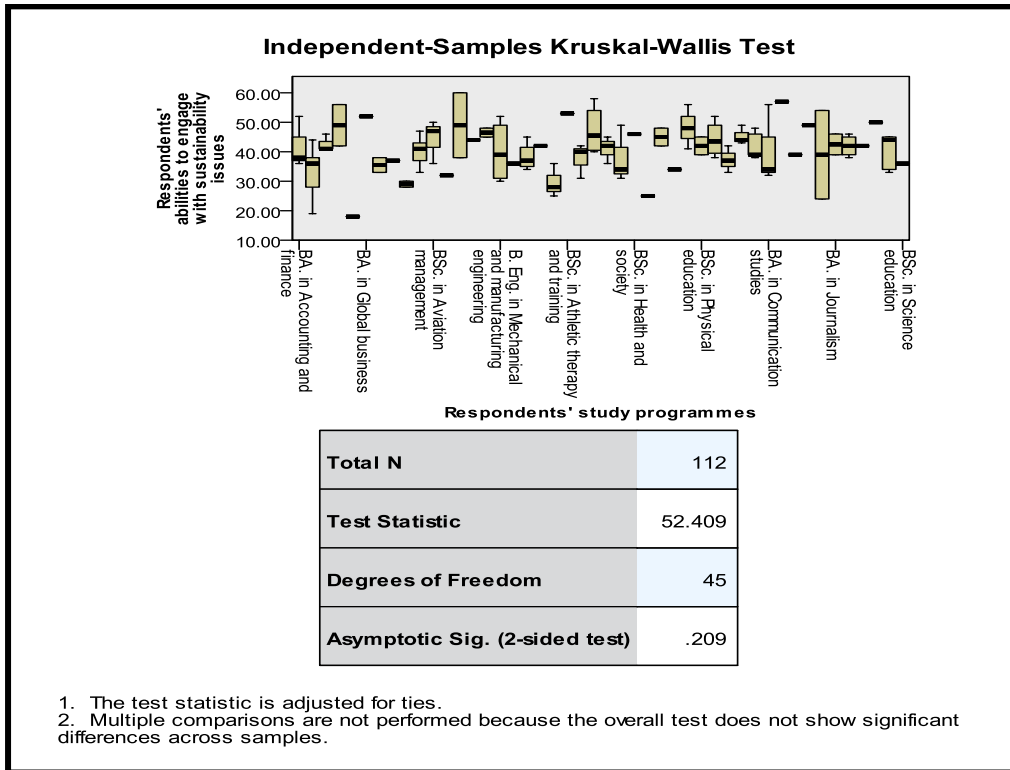 Independent-Samples Kruskal-Wallis Test
Respondents'
abilities to engage
with sustainability
issues
60.00
50.00
40.00
30.00
20.00
10.00
BA. in Accounting and
finance
BA. in Global business
BSc. in Aviation
management
B. Eng. in Mechanical
and manufacturing
engineering
BSc. in Athletic therapy
and training
BSc. in Health and
society
BSc. in Physical
education
BA. in Communication
studies
BA. in Journalism
BSc. in Science
education
Respondents' study programmes
Total N 112
Test Statistic 52.409
Degrees of Freedom 45
Asymptotic Sig. (2-sided test) .209
1. The test statistic is adjusted for ties.
2. Multiple comparisons are not performed because the overall test does not show significant
differences across samples.